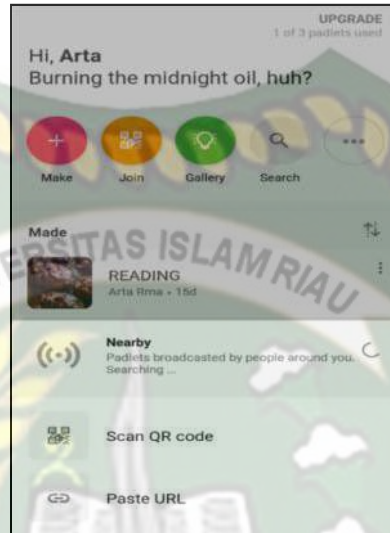 UPGRADE
1 of 3 padlets used
Hi, Arta
Burning the midnight oil, huh?
Make Join Gallery Search
Made
ERSITAS ISLAM RIAU
READING
Arta Rma • 15d
Nearby
Padlets broadcasted by people around you.
Searching ...
Scan QR code
Paste URL